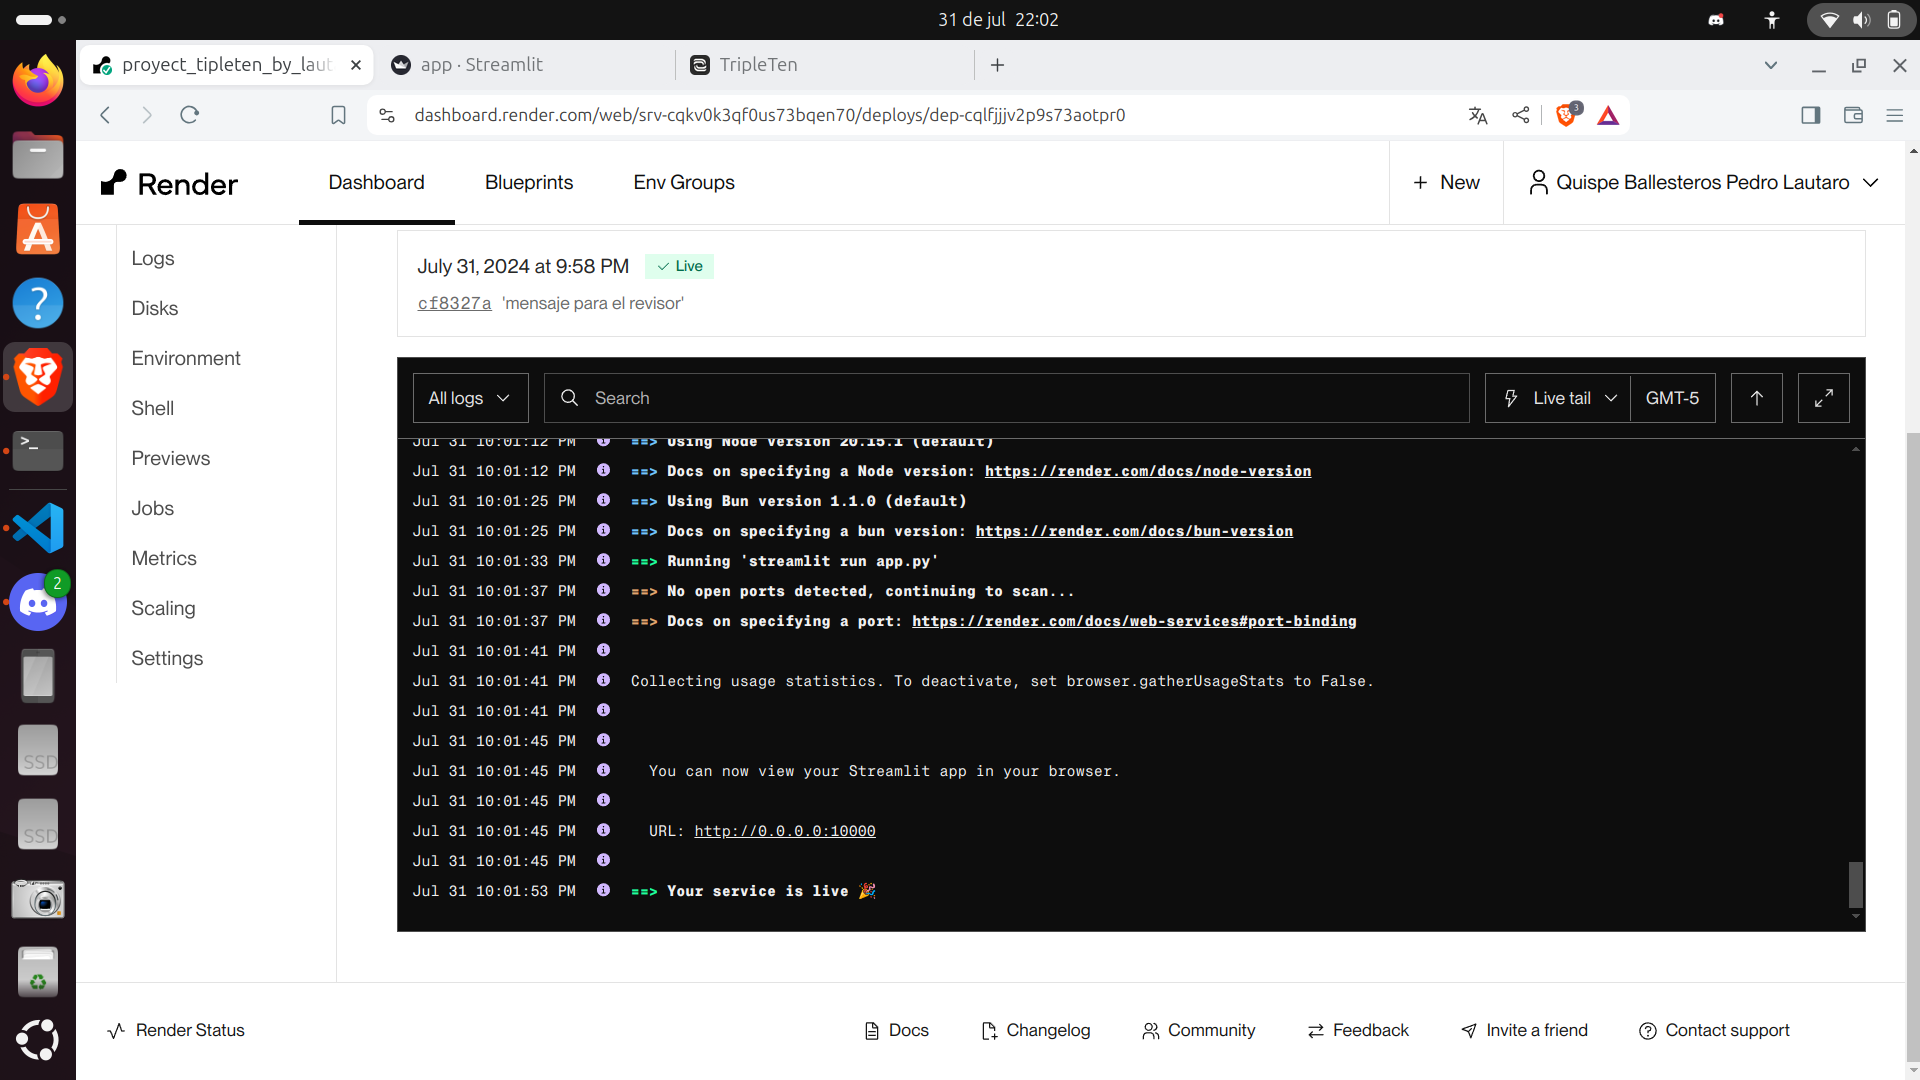 31 de jul 22:02
proyect_tipleten_by_laut
app · Streamlit
TripleTen
dashboard.render.com/web/srv-cqkv0k3qf0us73bqen70/deploys/dep-cqlfjjjv2p9s73aotpr0
3
Render
Dashboard
Blueprints
Env Groups
+ New
Quispe Ballesteros Pedro Lautaro
Logs
Disks
Environment
Shell
Previews
Jobs
Metrics
Scaling
Settings
July 31, 2024 at 9:58 PM
Live
cf8327a 'mensaje para el revisor'
All logs
Search
Live tail
GMT-5
Jul 31 10:01:12 PM ==> Using Node version 20.15.1 (default)
Jul 31 10:01:12 PM ==> Docs on specifying a Node version: https://render.com/docs/node-version
Jul 31 10:01:25 PM ==> Using Bun version 1.1.0 (default)
Jul 31 10:01:25 PM ==> Docs on specifying a bun version: https://render.com/docs/bun-version
Jul 31 10:01:33 PM ==> Running 'streamlit run app.py'
Jul 31 10:01:37 PM ==> No open ports detected, continuing to scan...
Jul 31 10:01:37 PM ==> Docs on specifying a port: https://render.com/docs/web-services#port-binding
Jul 31 10:01:41 PM
Jul 31 10:01:41 PM Collecting usage statistics. To deactivate, set browser.gatherUsageStats to False.
Jul 31 10:01:41 PM
Jul 31 10:01:45 PM
Jul 31 10:01:45 PM You can now view your Streamlit app in your browser.
Jul 31 10:01:45 PM
Jul 31 10:01:45 PM URL: http://0.0.0.0:10000
Jul 31 10:01:45 PM
Jul 31 10:01:53 PM ==> Your service is live 🎉
2
SSD
SSD
Render Status
Docs
Changelog
Community
Feedback
Invite a friend
Contact support